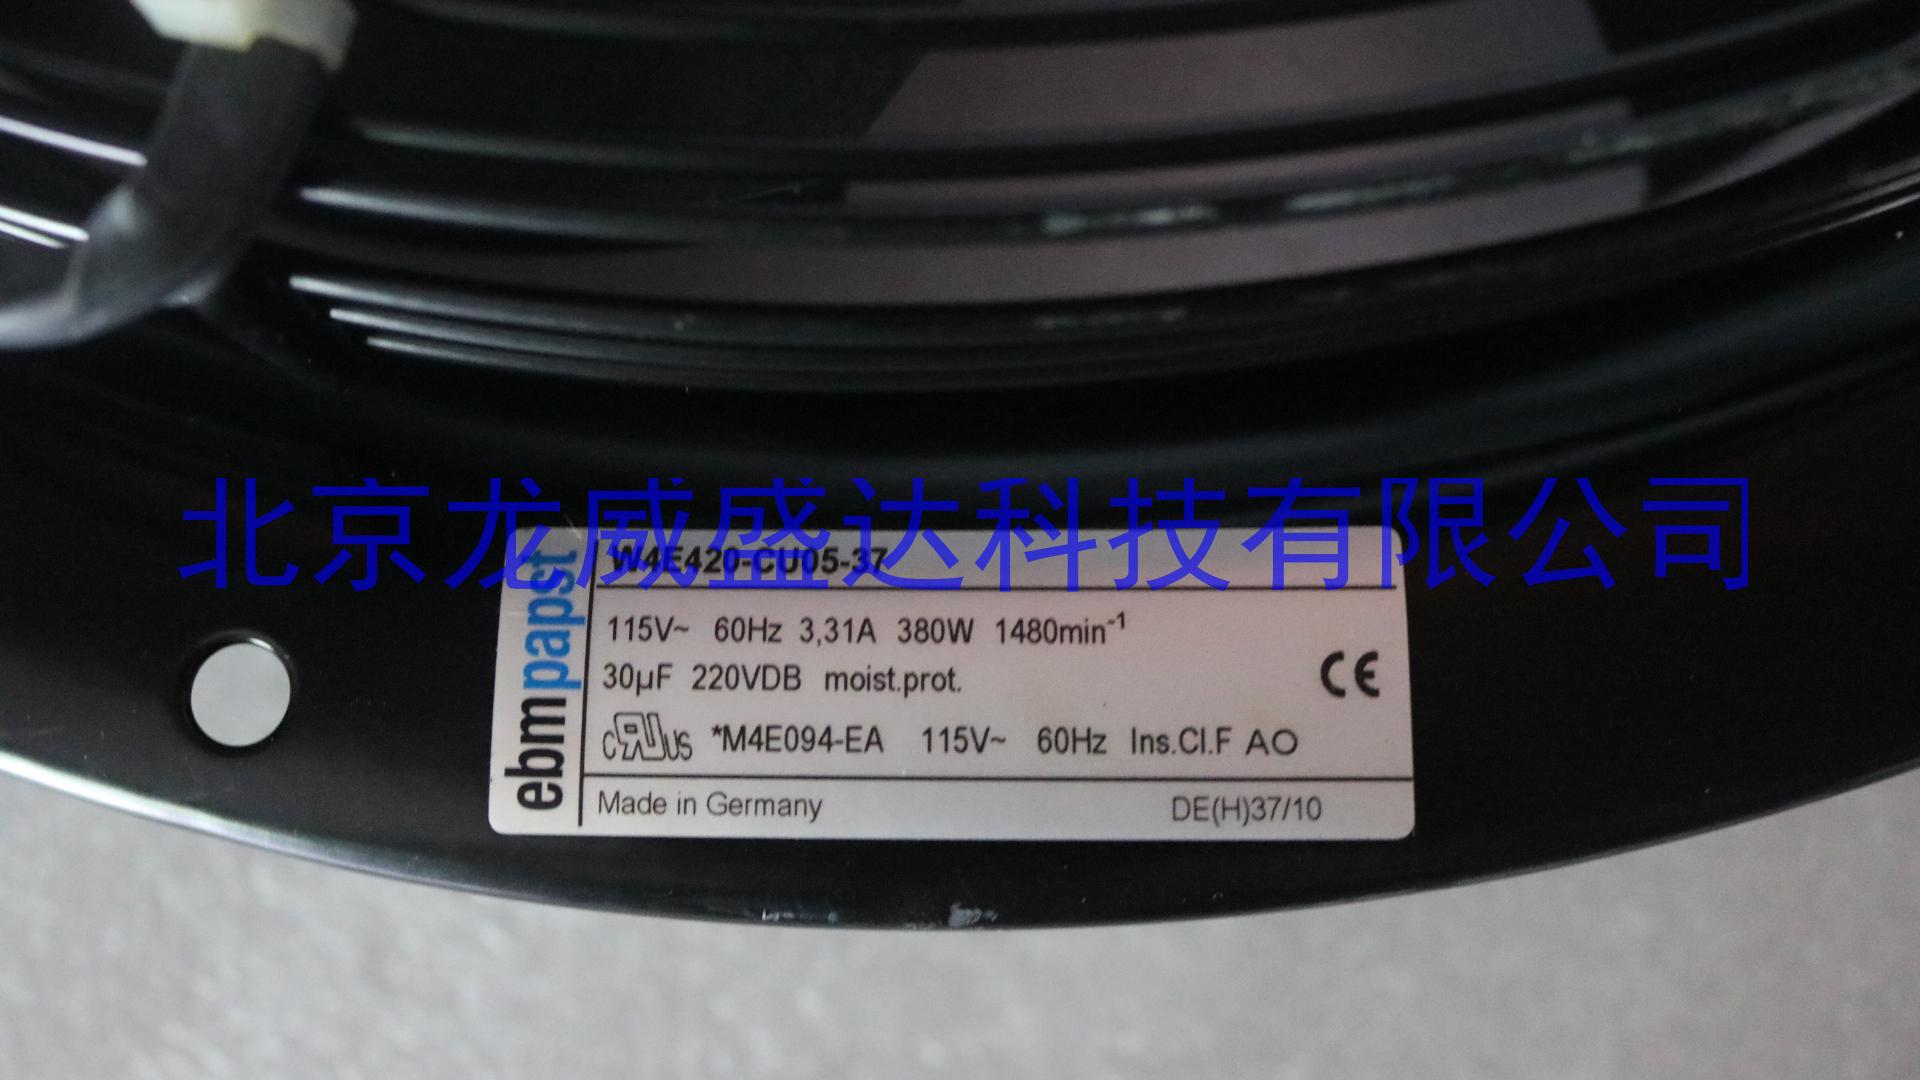 北京龙威盛达科技有限公司
ebmpapst
W4E420-CU05-37
115V~ 60Hz 3,31A 380W 1480min⁻¹
30µF 220VDB moist.prot.
CE
cRUus *M4E094-EA 115V~ 60Hz Ins.Cl.F AO
Made in Germany DE(H)37/10